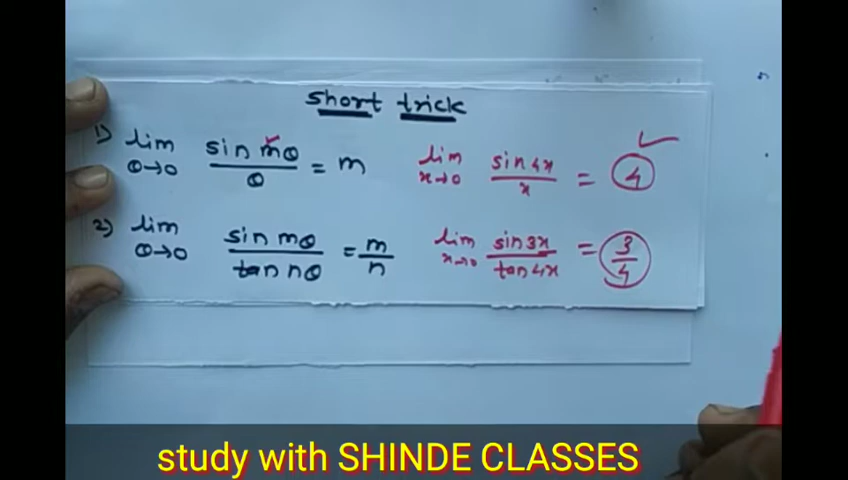 short trick
1) lim θ→0 sin mθ / θ = m
lim x→0 sin 4x / x = 4
2) lim θ→0 sin mθ / tan nθ = m/n
lim x→0 sin 3x / tan 4x = 3/4
study with SHINDE CLASSES